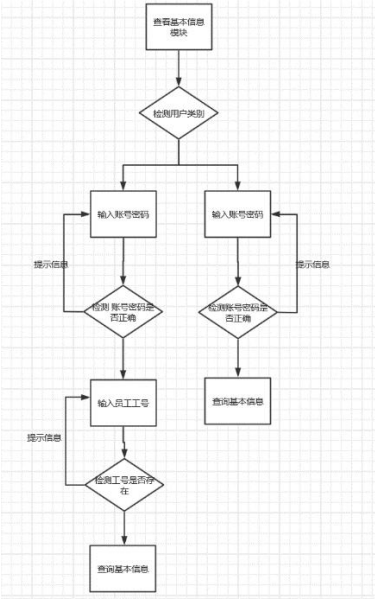 查看基本信息
模块
检测用户类别
输入账号密码
输入账号密码
提示信息
提示信息
检测 账号密码是
否正确
检测账号密码是
否正确
输入员工工号
查询基本信息
提示信息
检测工号是否存
在
查询基本信息